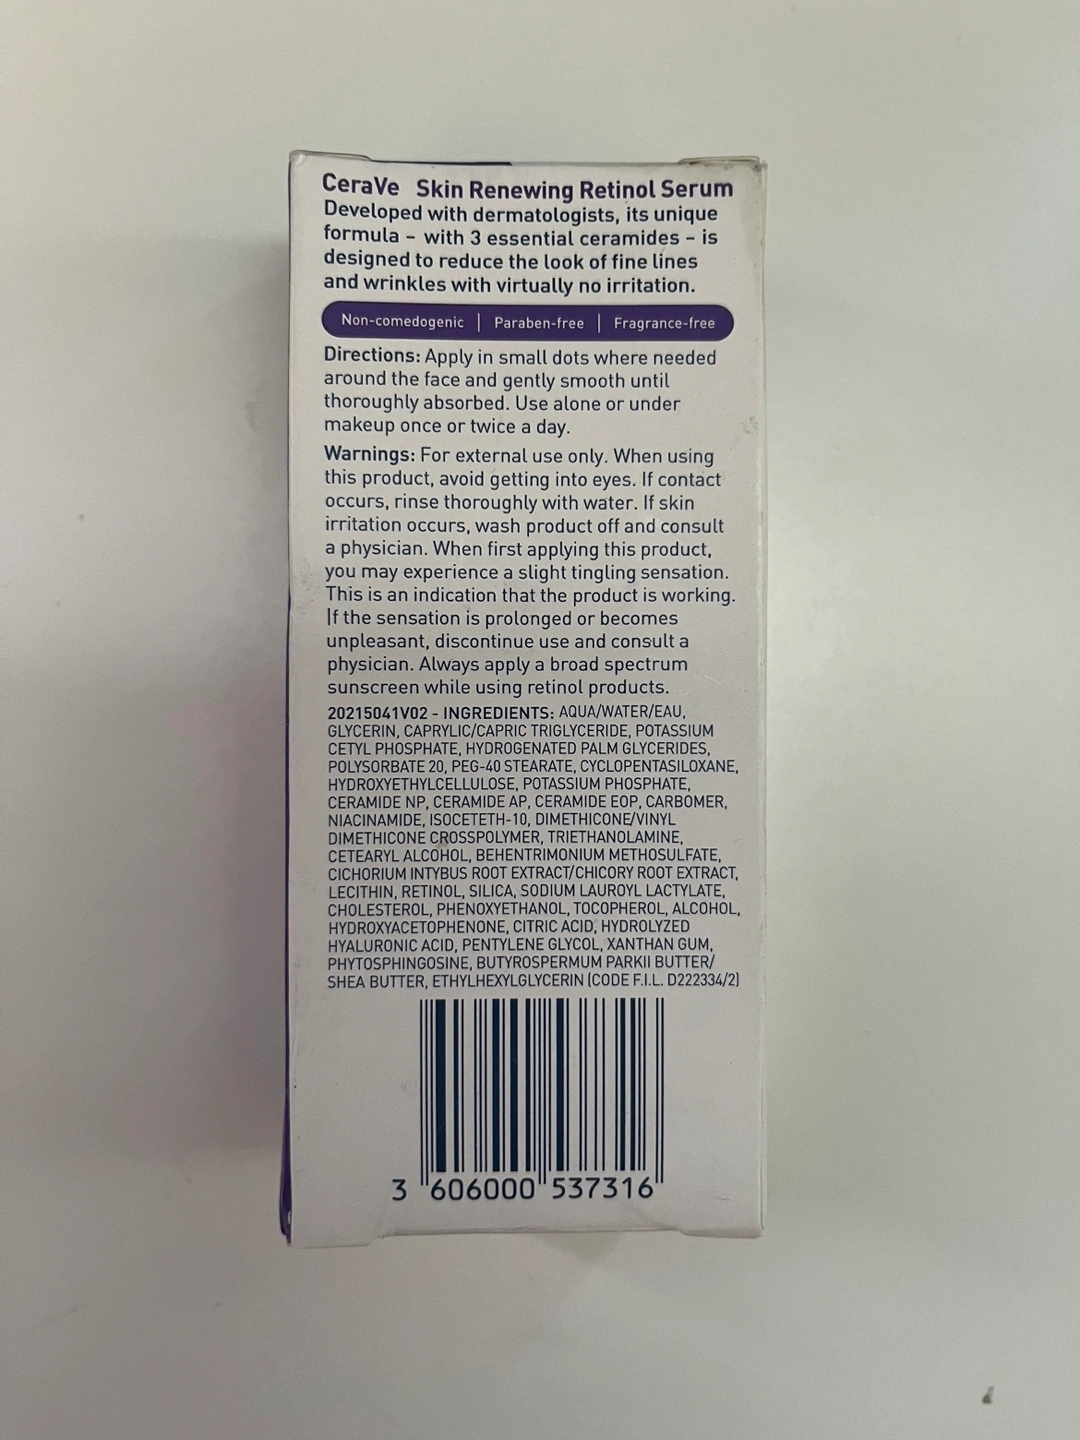 CeraVe Skin Renewing Retinol Serum
Developed with dermatologists, its unique
formula – with 3 essential ceramides – is
designed to reduce the look of fine lines
and wrinkles with virtually no irritation.
Non-comedogenic | Paraben-free | Fragrance-free
Directions: Apply in small dots where needed
around the face and gently smooth until
thoroughly absorbed. Use alone or under
makeup once or twice a day.
Warnings: For external use only. When using
this product, avoid getting into eyes. If contact
occurs, rinse thoroughly with water. If skin
irritation occurs, wash product off and consult
a physician. When first applying this product,
you may experience a slight tingling sensation.
This is an indication that the product is working.
If the sensation is prolonged or becomes
unpleasant, discontinue use and consult a
physician. Always apply a broad spectrum
sunscreen while using retinol products.
20215041V02 - INGREDIENTS: AQUA/WATER/EAU,
GLYCERIN, CAPRYLIC/CAPRIC TRIGLYCERIDE, POTASSIUM
CETYL PHOSPHATE, HYDROGENATED PALM GLYCERIDES,
POLYSORBATE 20, PEG-40 STEARATE, CYCLOPENTASILOXANE,
HYDROXYETHYLCELLULOSE, POTASSIUM PHOSPHATE,
CERAMIDE NP, CERAMIDE AP, CERAMIDE EOP, CARBOMER,
NIACINAMIDE, ISOCETETH-10, DIMETHICONE/VINYL
DIMETHICONE CROSSPOLYMER, TRIETHANOLAMINE,
CETEARYL ALCOHOL, BEHENTRIMONIUM METHOSULFATE,
CICHORIUM INTYBUS ROOT EXTRACT/CHICORY ROOT EXTRACT,
LECITHIN, RETINOL, SILICA, SODIUM LAUROYL LACTYLATE,
CHOLESTEROL, PHENOXYETHANOL, TOCOPHEROL, ALCOHOL,
HYDROXYACETOPHENONE, CITRIC ACID, HYDROLYZED
HYALURONIC ACID, PENTYLENE GLYCOL, XANTHAN GUM,
PHYTOSPHINGOSINE, BUTYROSPERMUM PARKII BUTTER/
SHEA BUTTER, ETHYLHEXYLGLYCERIN (CODE F.I.L. D222334/2)
3 606000 537316